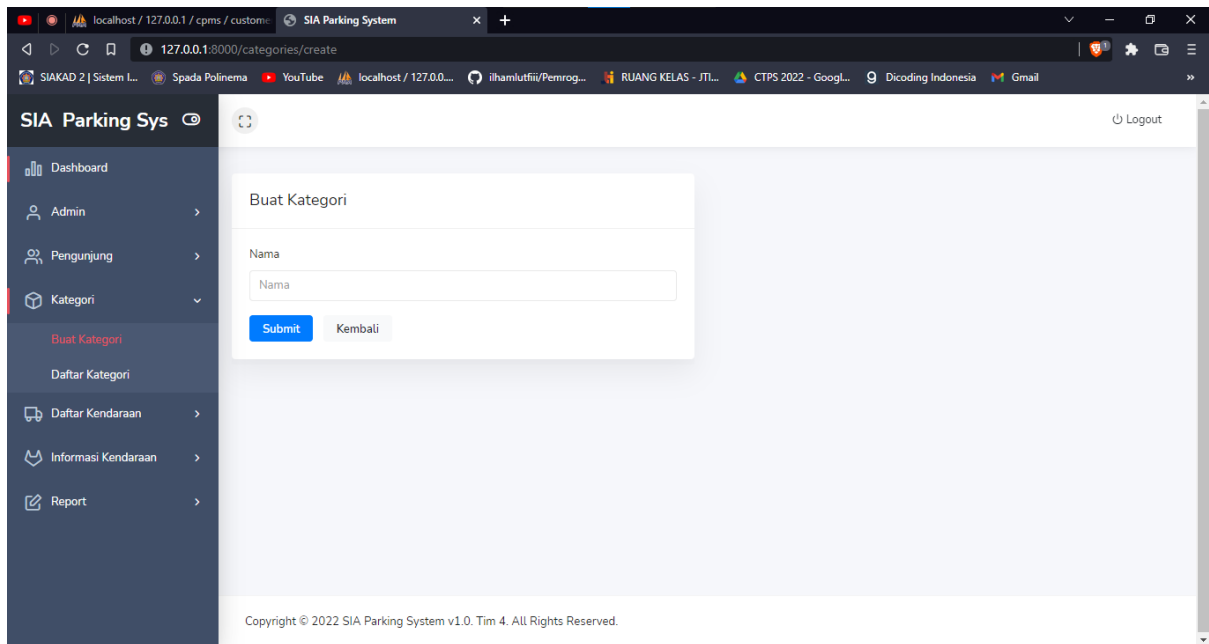 localhost / 127.0.0.1 / cpms / custome
SIA Parking System
127.0.0.1:8000/categories/create
SIAKAD 2 | Sistem I...
Spada Polinema
YouTube
localhost / 127.0.0....
ilhamlutfiii/Pemrog...
RUANG KELAS - JTI...
CTPS 2022 - Googl...
Dicoding Indonesia
Gmail
SIA Parking Sys
Logout
Dashboard
Admin
Pengunjung
Kategori
Buat Kategori
Daftar Kategori
Daftar Kendaraan
Informasi Kendaraan
Report
Buat Kategori
Nama
Nama
Submit
Kembali
Copyright © 2022 SIA Parking System v1.0. Tim 4. All Rights Reserved.